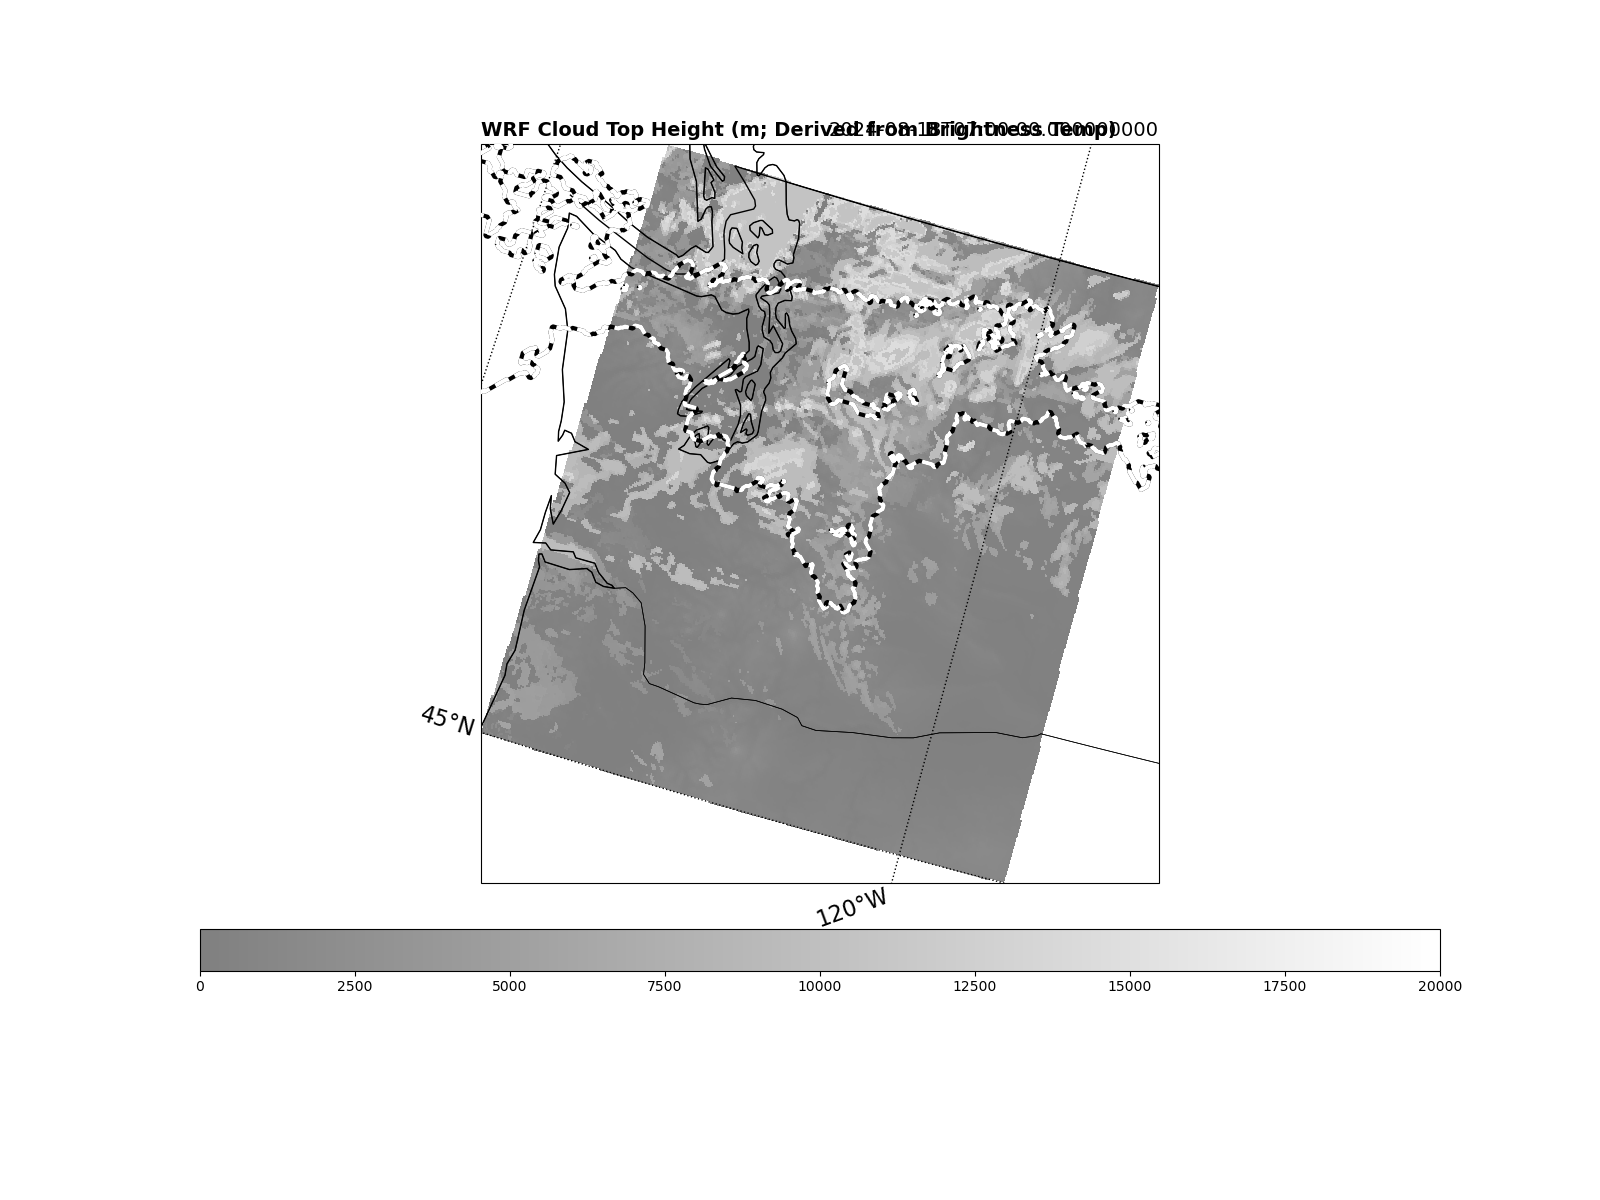 WRF Cloud Top Height (m; Derived from Brightness Temp)
45°N
120°W
0 2500 5000 7500 10000 12500 15000 17500 20000